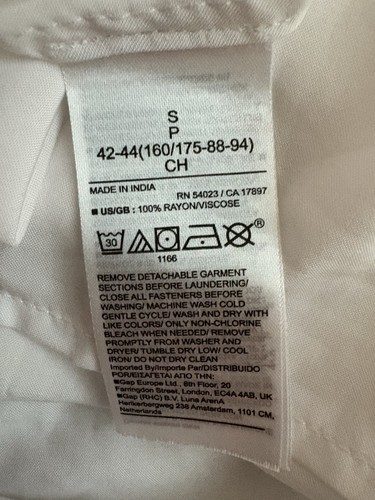 S
P
42-44(160/175-88-94)
CH
MADE IN INDIA
RN 54023 / CA 17897
■ US/GB : 100% RAYON/VISCOSE
30
®
1166
REMOVE DETACHABLE GARMENT
SECTIONS BEFORE LAUNDERING/
CLOSE ALL FASTENERS BEFORE
WASHING/ MACHINE WASH COLD
GENTLE CYCLE/ WASH AND DRY WITH
LIKE COLORS/ ONLY NON-CHLORINE
BLEACH WHEN NEEDED/ REMOVE
PROMPTLY FROM WASHER AND
DRYER/ TUMBLE DRY LOW/ COOL
IRON/ DO NOT DRY CLEAN
Imported By/Importe Par/DISTRIBUIDO
POR/ΕΙΣΑΓΕΤΑΙ ΑΠΟ ΤΗΝ:
■Gap Europe Ltd., 6th Floor, 20
Farringdon Street, London, EC4A 4AB, UK
■Gap (RHC) B.V. Luna ArenA
Herikerbergweg 238 Amsterdam, 1101 CM,
Netherlands